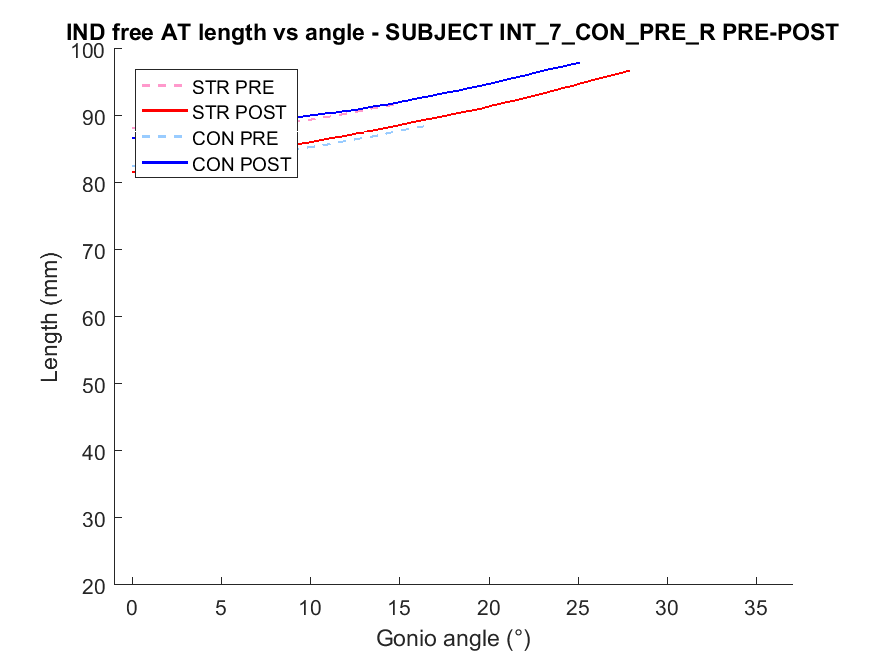 IND free AT length vs angle - SUBJECT INT_7_CON_PRE_R PRE-POST
100
90
80
70
60
50
40
30
20
Length (mm)
STR PRE
STR POST
CON PRE
CON POST
0 5 10 15 20 25 30 35
Gonio angle (°)